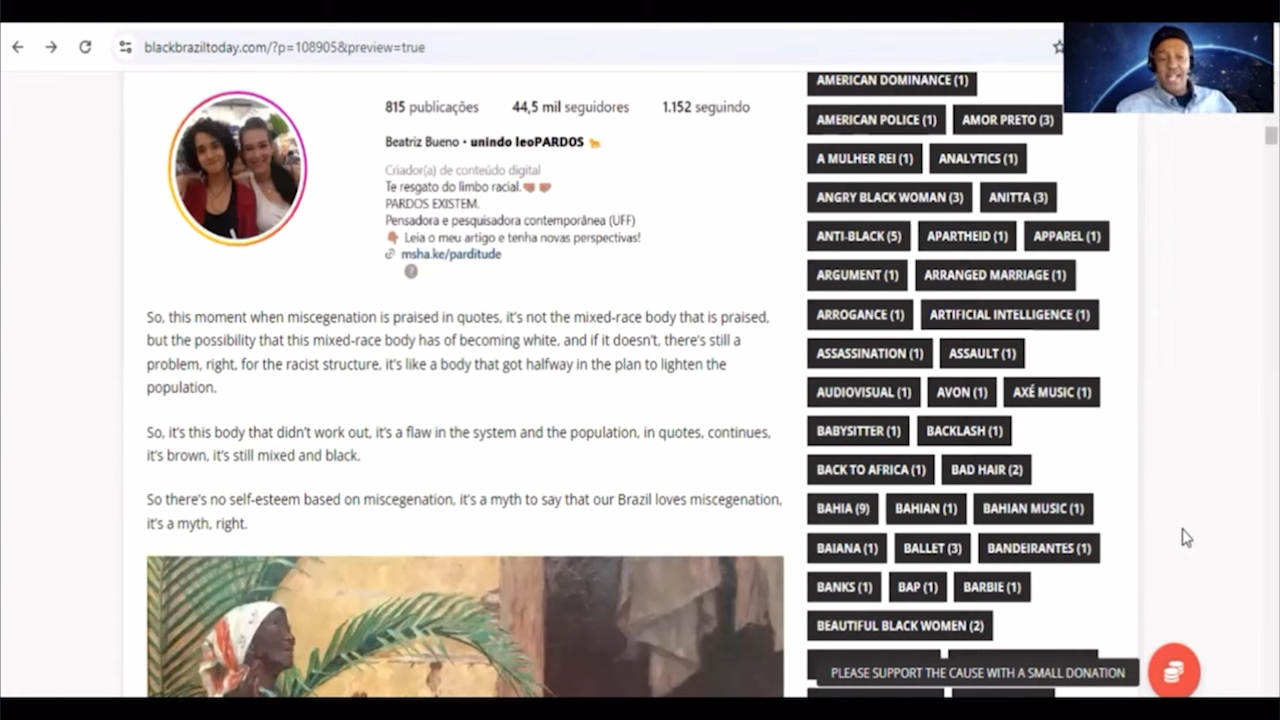 blackbraziltoday.com/?p=108905&preview=true
815 publicações 44,5 mil seguidores 1.152 seguindo
Beatriz Bueno • unindo leoPARDOS
Criador(a) de conteúdo digital
Te resgato do limbo racial.
PARDOS EXISTEM.
Pensadora e pesquisadora contemporânea (UFF)
Leia o meu artigo e tenha novas perspectivas!
msha.ke/parditude
?
So, this moment when miscegenation is praised in quotes, it's not the mixed-race body that is praised,
but the possibility that this mixed-race body has of becoming white, and if it doesn't, there's still a
problem, right, for the racist structure, it's like a body that got halfway in the plan to lighten the
population.
So, it's this body that didn't work out, it's a flaw in the system and the population, in quotes, continues,
it's brown, it's still mixed and black.
So there's no self-esteem based on miscegenation, it's a myth to say that our Brazil loves miscegenation,
it's a myth, right.
AMERICAN DOMINANCE (1)
AMERICAN POLICE (1) AMOR PRETO (3)
A MULHER REI (1) ANALYTICS (1)
ANGRY BLACK WOMAN (3) ANITTA (3)
ANTI-BLACK (5) APARTHEID (1) APPAREL (1)
ARGUMENT (1) ARRANGED MARRIAGE (1)
ARROGANCE (1) ARTIFICIAL INTELLIGENCE (1)
ASSASSINATION (1) ASSAULT (1)
AUDIOVISUAL (1) AVON (1) AXÉ MUSIC (1)
BABYSITTER (1) BACKLASH (1)
BACK TO AFRICA (1) BAD HAIR (2)
BAHIA (9) BAHIAN (1) BAHIAN MUSIC (1)
BAIANA (1) BALLET (3) BANDEIRANTES (1)
BANKS (1) BAP (1) BARBIE (1)
BEAUTIFUL BLACK WOMEN (2)
PLEASE SUPPORT THE CAUSE WITH A SMALL DONATION